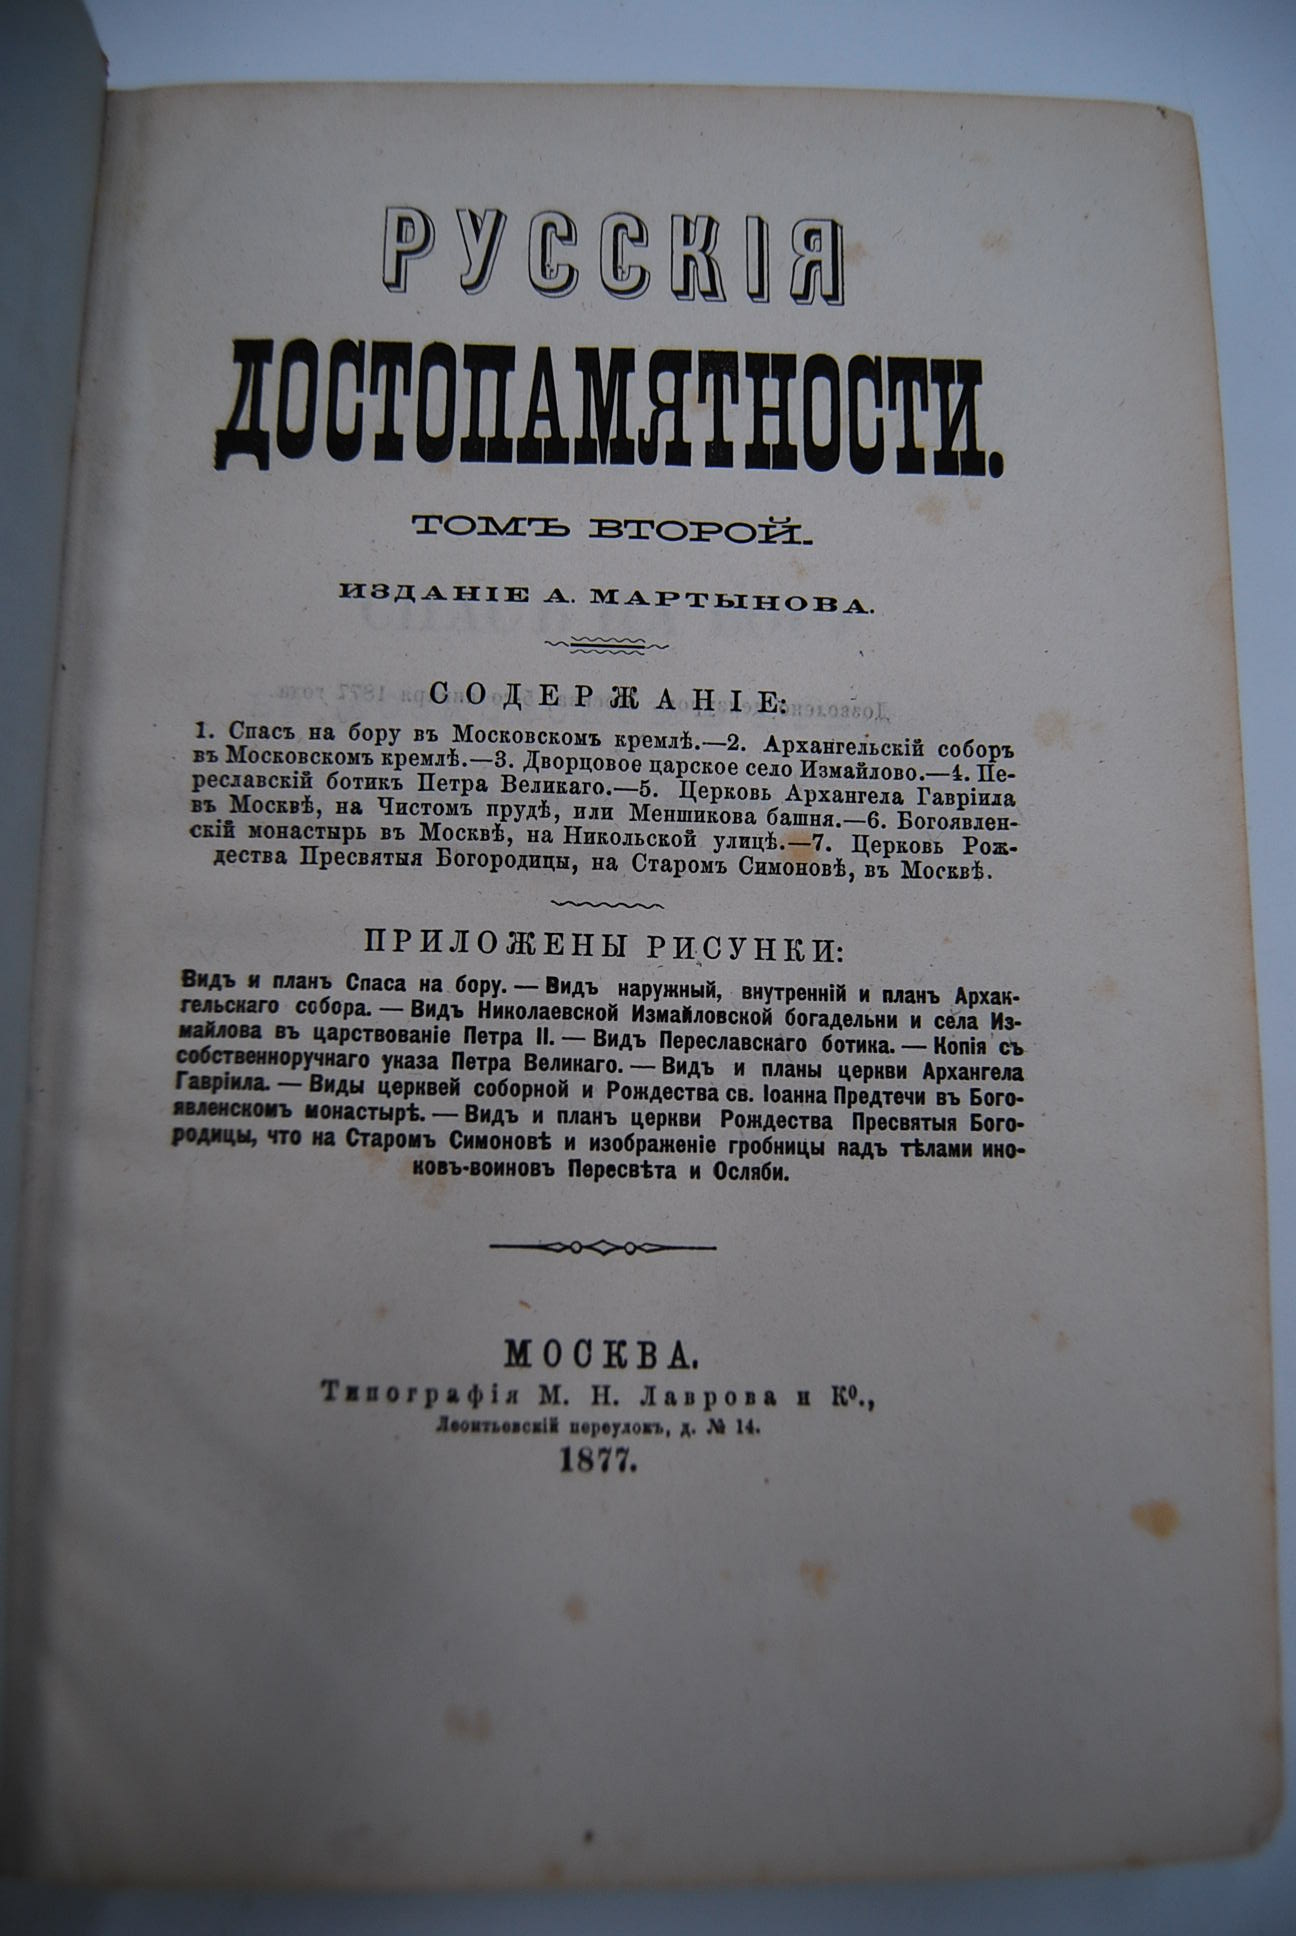 РУССКІЯ
ДОСТОПАМЯТНОСТИ.
ТОМЪ ВТОРОЙ.
ИЗДАНІЕ А. МАРТЫНОВА.
СОДЕРЖАНІЕ:
1. Спасъ на бору въ Московскомъ кремлѣ.—2. Архангельскій соборъ
въ Московскомъ кремлѣ.—3. Дворцовое царское село Измайлово.—4. Пе-
реславскій ботикъ Петра Великаго.—5. Церковь Архангела Гавріила
въ Москвѣ, на Чистомъ прудѣ, или Меншикова башня.—6. Богоявлен-
скій монастырь въ Москвѣ, на Никольской улицѣ.—7. Церковь Рож-
дества Пресвятыя Богородицы, на Старомъ Симоновѣ, въ Москвѣ.
ПРИЛОЖЕНЫ РИСУНКИ:
Видъ и планъ Спаса на бору. — Видъ наружный, внутренній и планъ Архан-
гельскаго собора. — Видъ Николаевской Измайловской богадельни и села Из-
майлова въ царствованіе Петра II. — Видъ Переславскаго ботика. — Копія съ
собственноручнаго указа Петра Великаго. — Видъ и планы церкви Архангела
Гавріила. — Виды церквей соборной и Рождества св. Іоанна Предтечи въ Бого-
явленскомъ монастырѣ. — Видъ и планъ церкви Рождества Пресвятыя Бого-
родицы, что на Старомъ Симоновѣ и изображеніе гробницы надъ тѣлами ино-
ковъ-воиновъ Пересвѣта и Осляби.
МОСКВА.
Типографія М. Н. Лаврова и Кº.,
Леонтьевскій переулокъ, д. № 14.
1877.